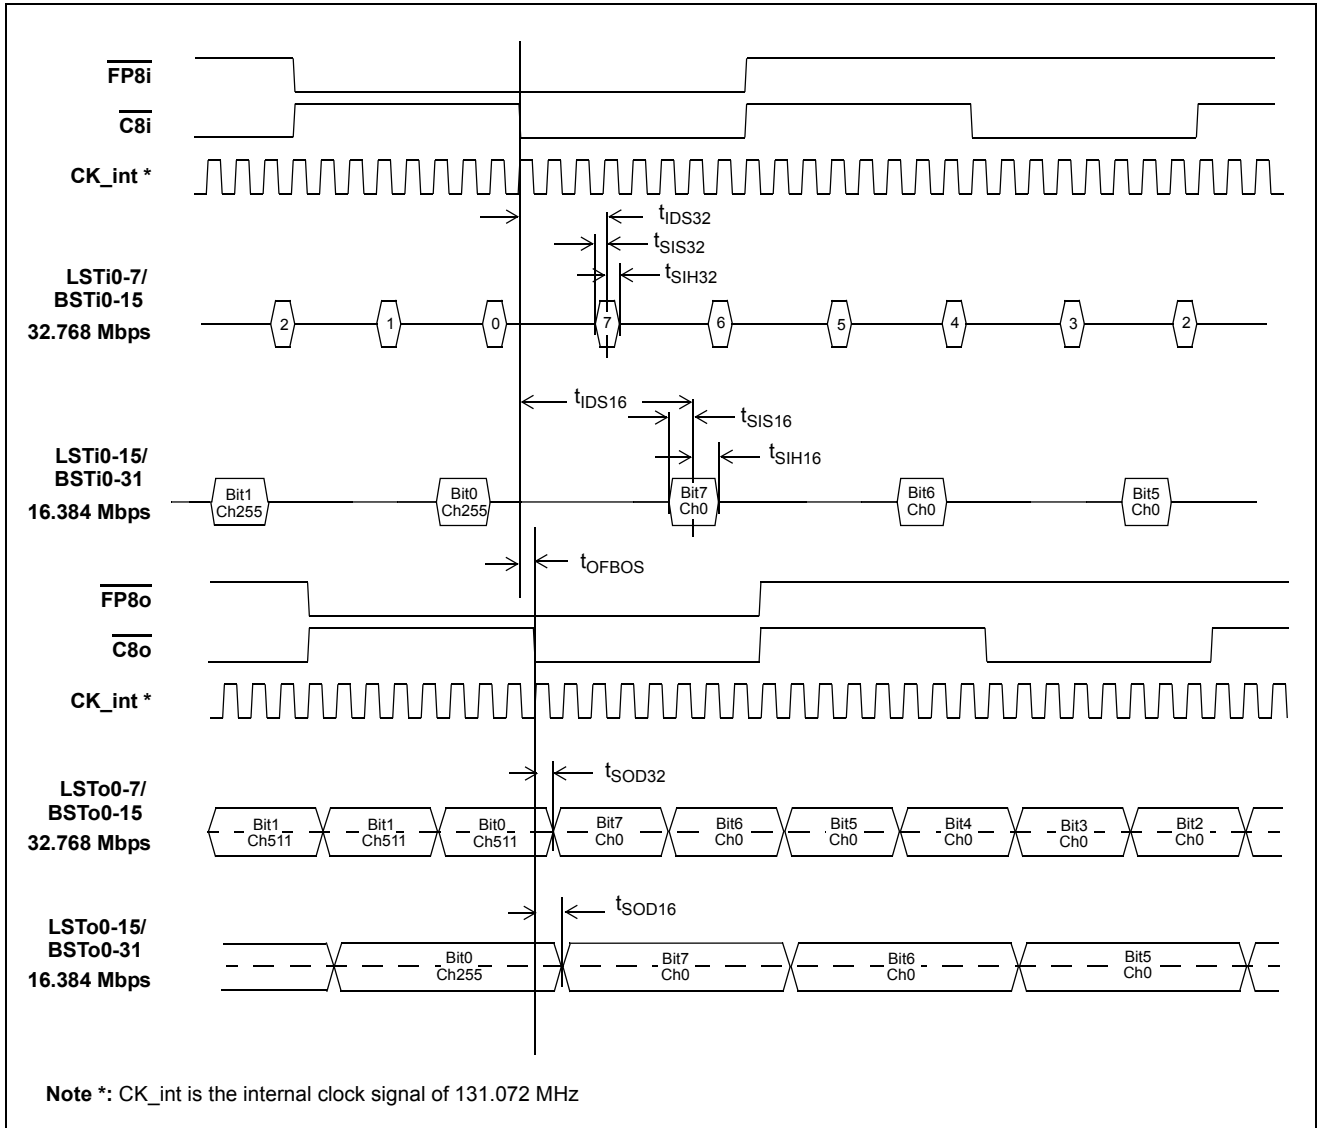 FP8i
C8i
CK_int *
tIDS32
tSIS32
tSIH32
LSTi0-7/
BSTi0-15
32.768 Mbps
2 1 0 7 6 5 4 3 2
tIDS16
tSIS16
tSIH16
LSTi0-15/
BSTi0-31
16.384 Mbps
Bit1 Bit0 Bit7 Bit6 Bit5
Ch255 Ch255 Ch0 Ch0 Ch0
tOFBOS
FP8o
C8o
CK_int *
tSOD32
LSTo0-7/
BSTo0-15
32.768 Mbps
Bit1 Bit1 Bit0 Bit7 Bit6 Bit5 Bit4 Bit3 Bit2
Ch511 Ch511 Ch511 Ch0 Ch0 Ch0 Ch0 Ch0 Ch0
tSOD16
LSTo0-15/
BSTo0-31
16.384 Mbps
Bit0 Bit7 Bit6 Bit5
Ch255 Ch0 Ch0 Ch0
Note *: CK_int is the internal clock signal of 131.072 MHz